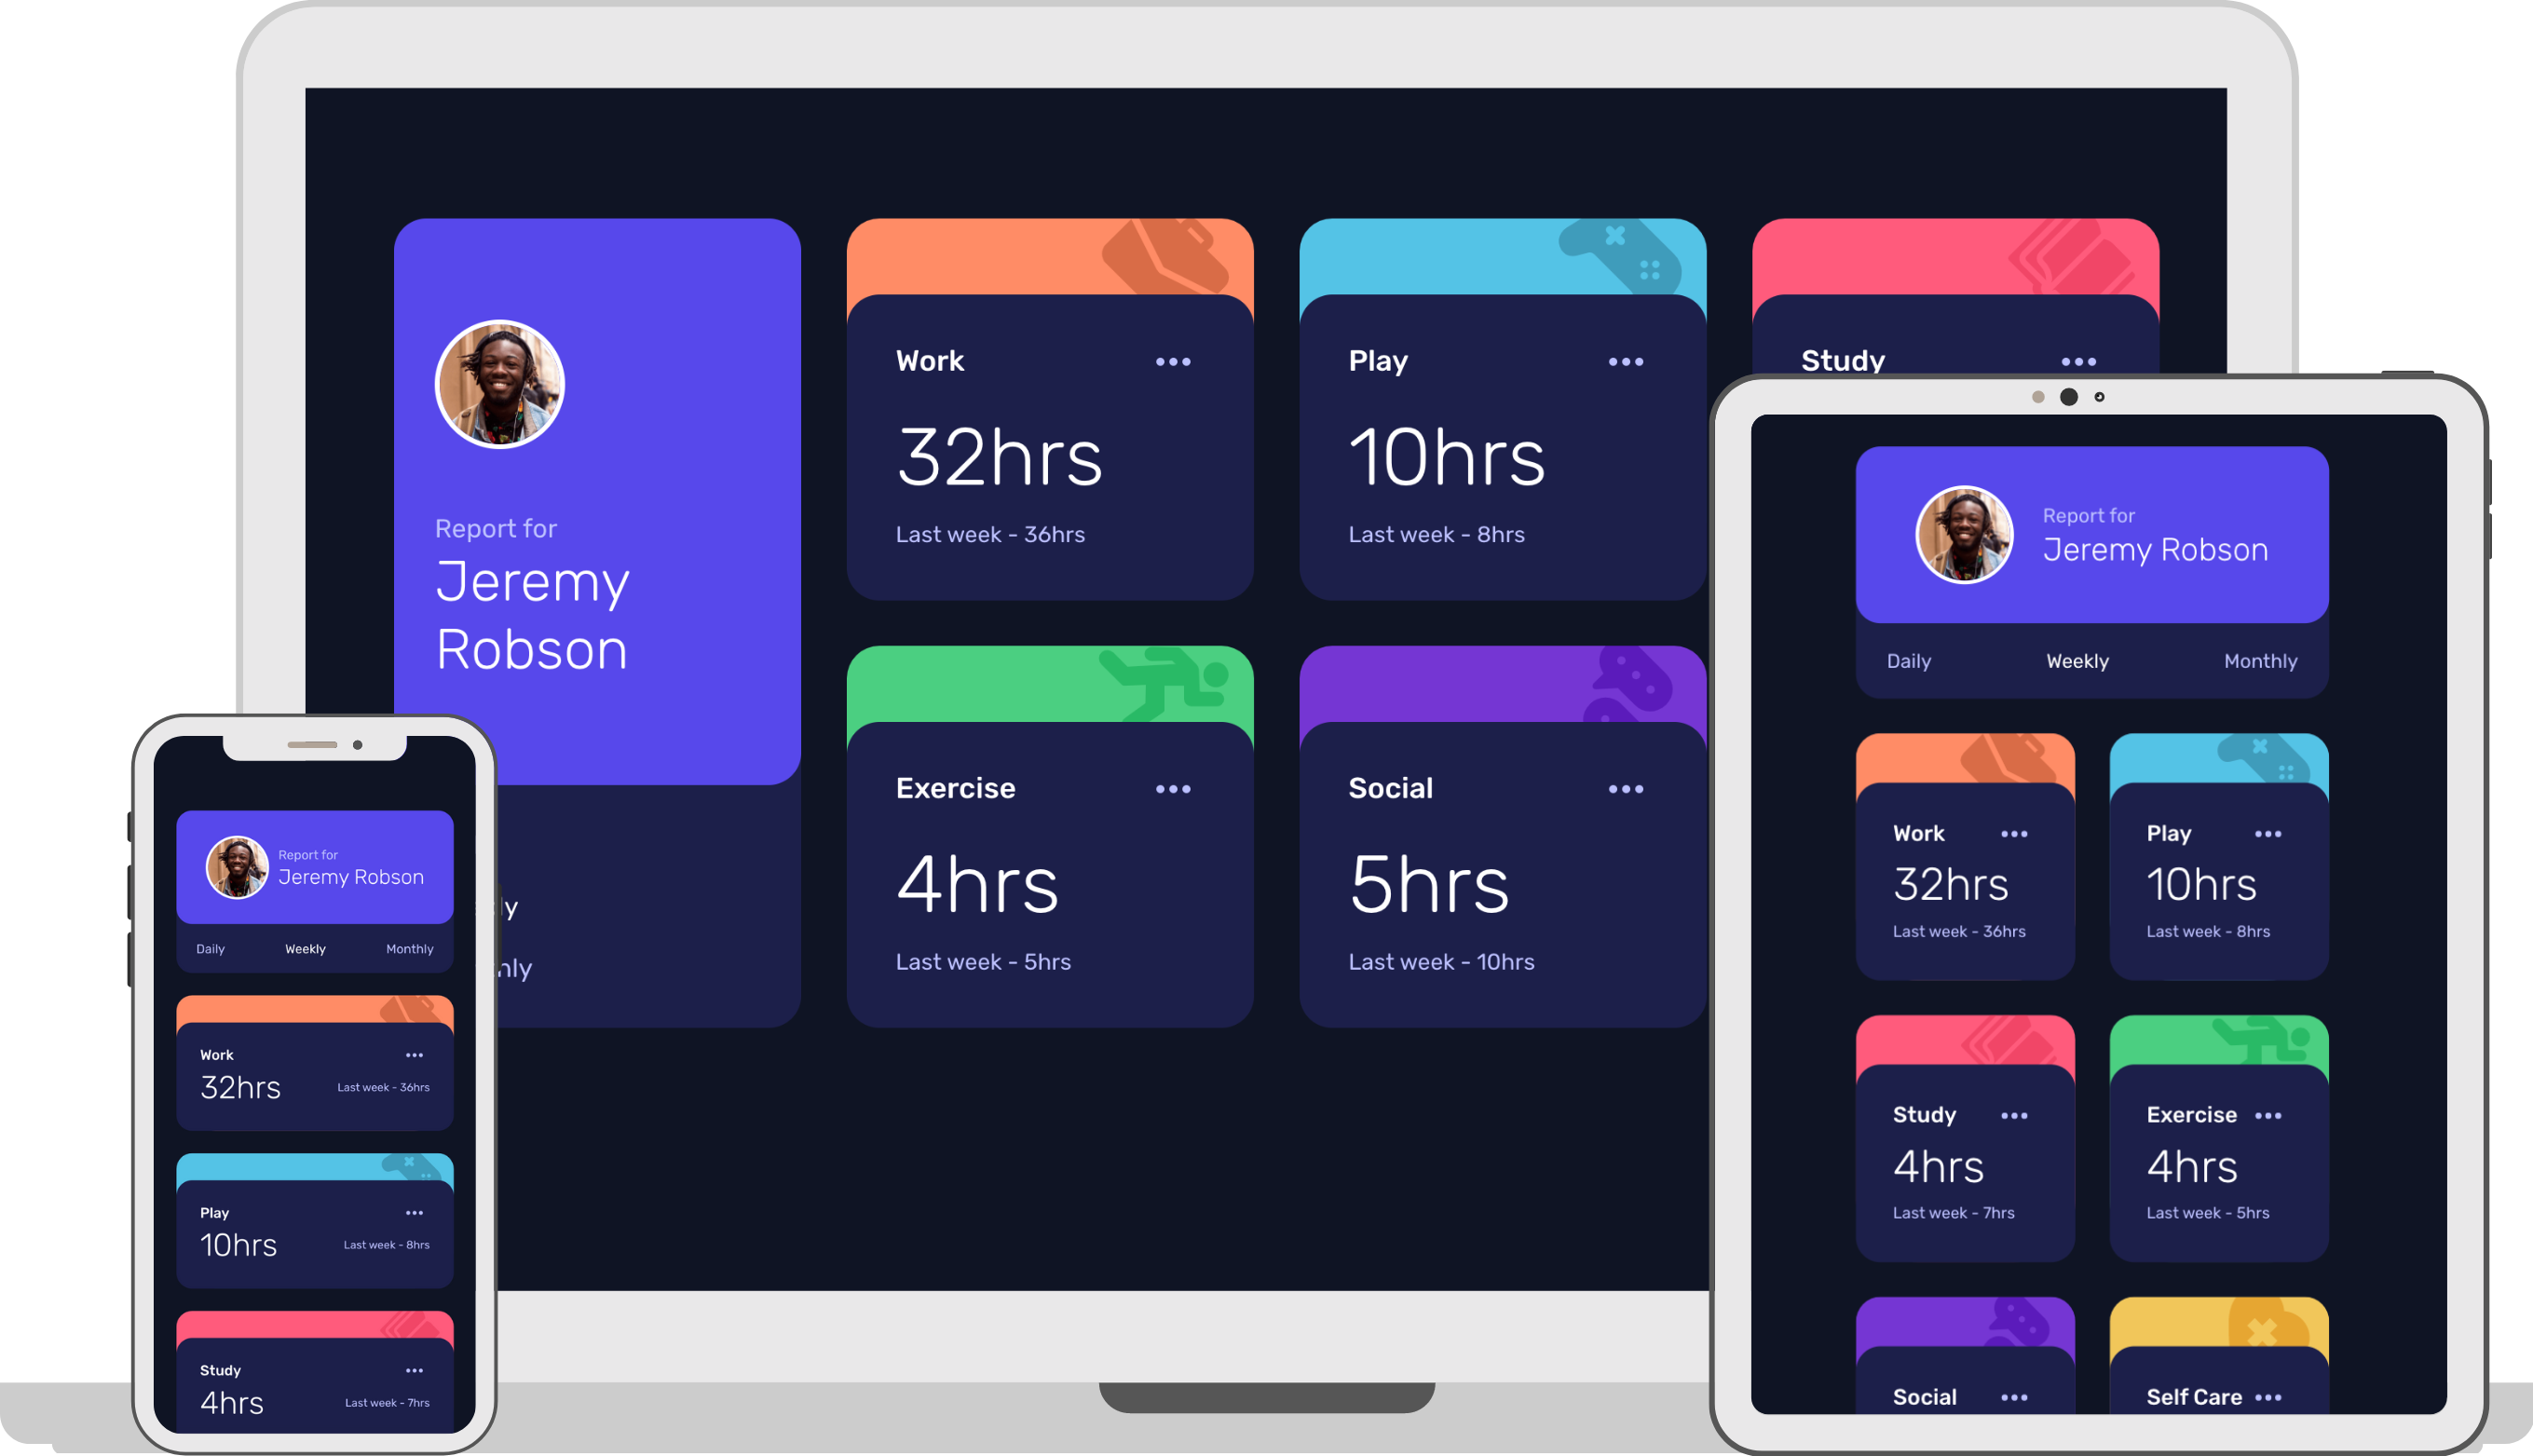 Report for
Jeremy
Robson
Work
32hrs
Last week - 36hrs
Play
10hrs
Last week - 8hrs
Study
Exercise
4hrs
Last week - 5hrs
Social
5hrs
Last week - 10hrs
Report for
Jeremy Robson
Daily Weekly Monthly
Work
32hrs
Last week - 36hrs
Play
10hrs
Last week - 8hrs
Study
4hrs
Last week - 7hrs
Report for
Jeremy Robson
Daily Weekly Monthly
Work
32hrs
Last week - 36hrs
Play
10hrs
Last week - 8hrs
Study
4hrs
Last week - 7hrs
Exercise
4hrs
Last week - 5hrs
Social
Self Care